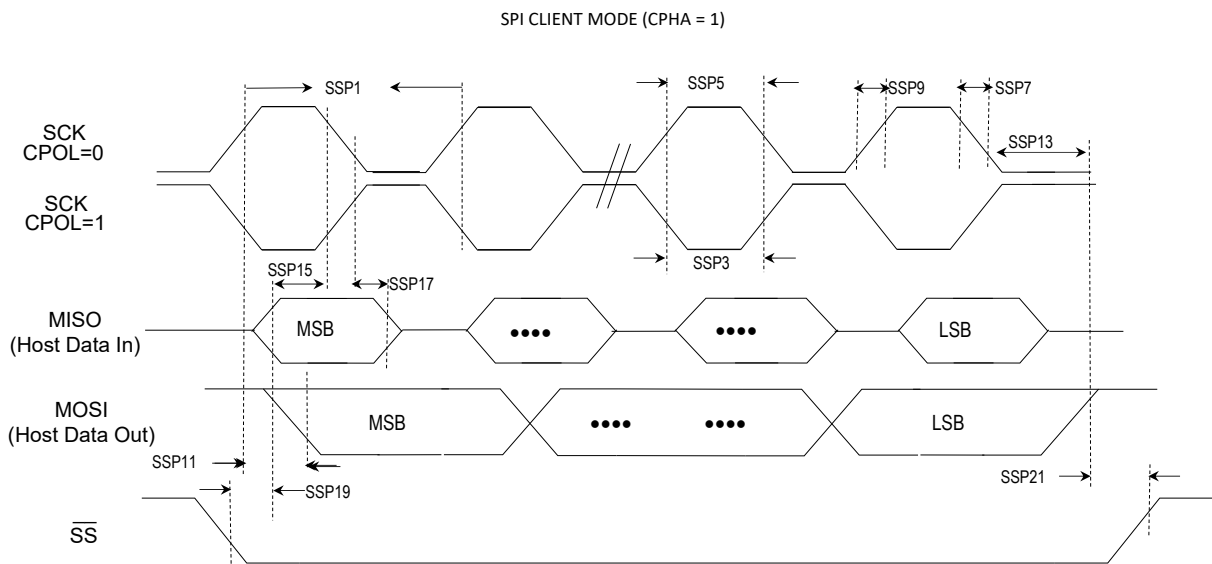 SPI CLIENT MODE (CPHA = 1)
SSP1
SSP5
SSP9
SSP7
SCK
CPOL=0
SSP13
SCK
CPOL=1
SSP15
SSP17
SSP3
MISO
(Host Data In)
MSB
••••
••••
LSB
MOSI
(Host Data Out)
MSB
••••
••••
LSB
SSP11
SSP19
SSP21
SS